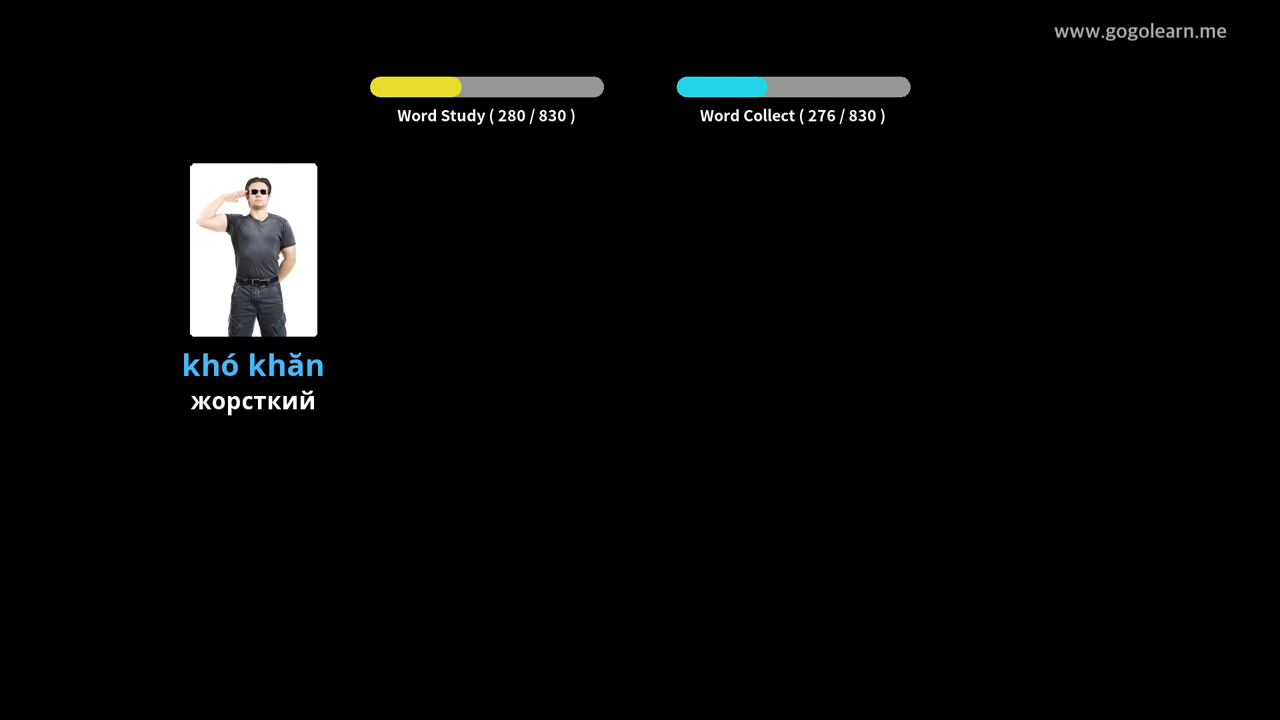 www.gogolearn.me
Word Study ( 280 / 830 )
Word Collect ( 276 / 830 )
khó khăn
жорсткий